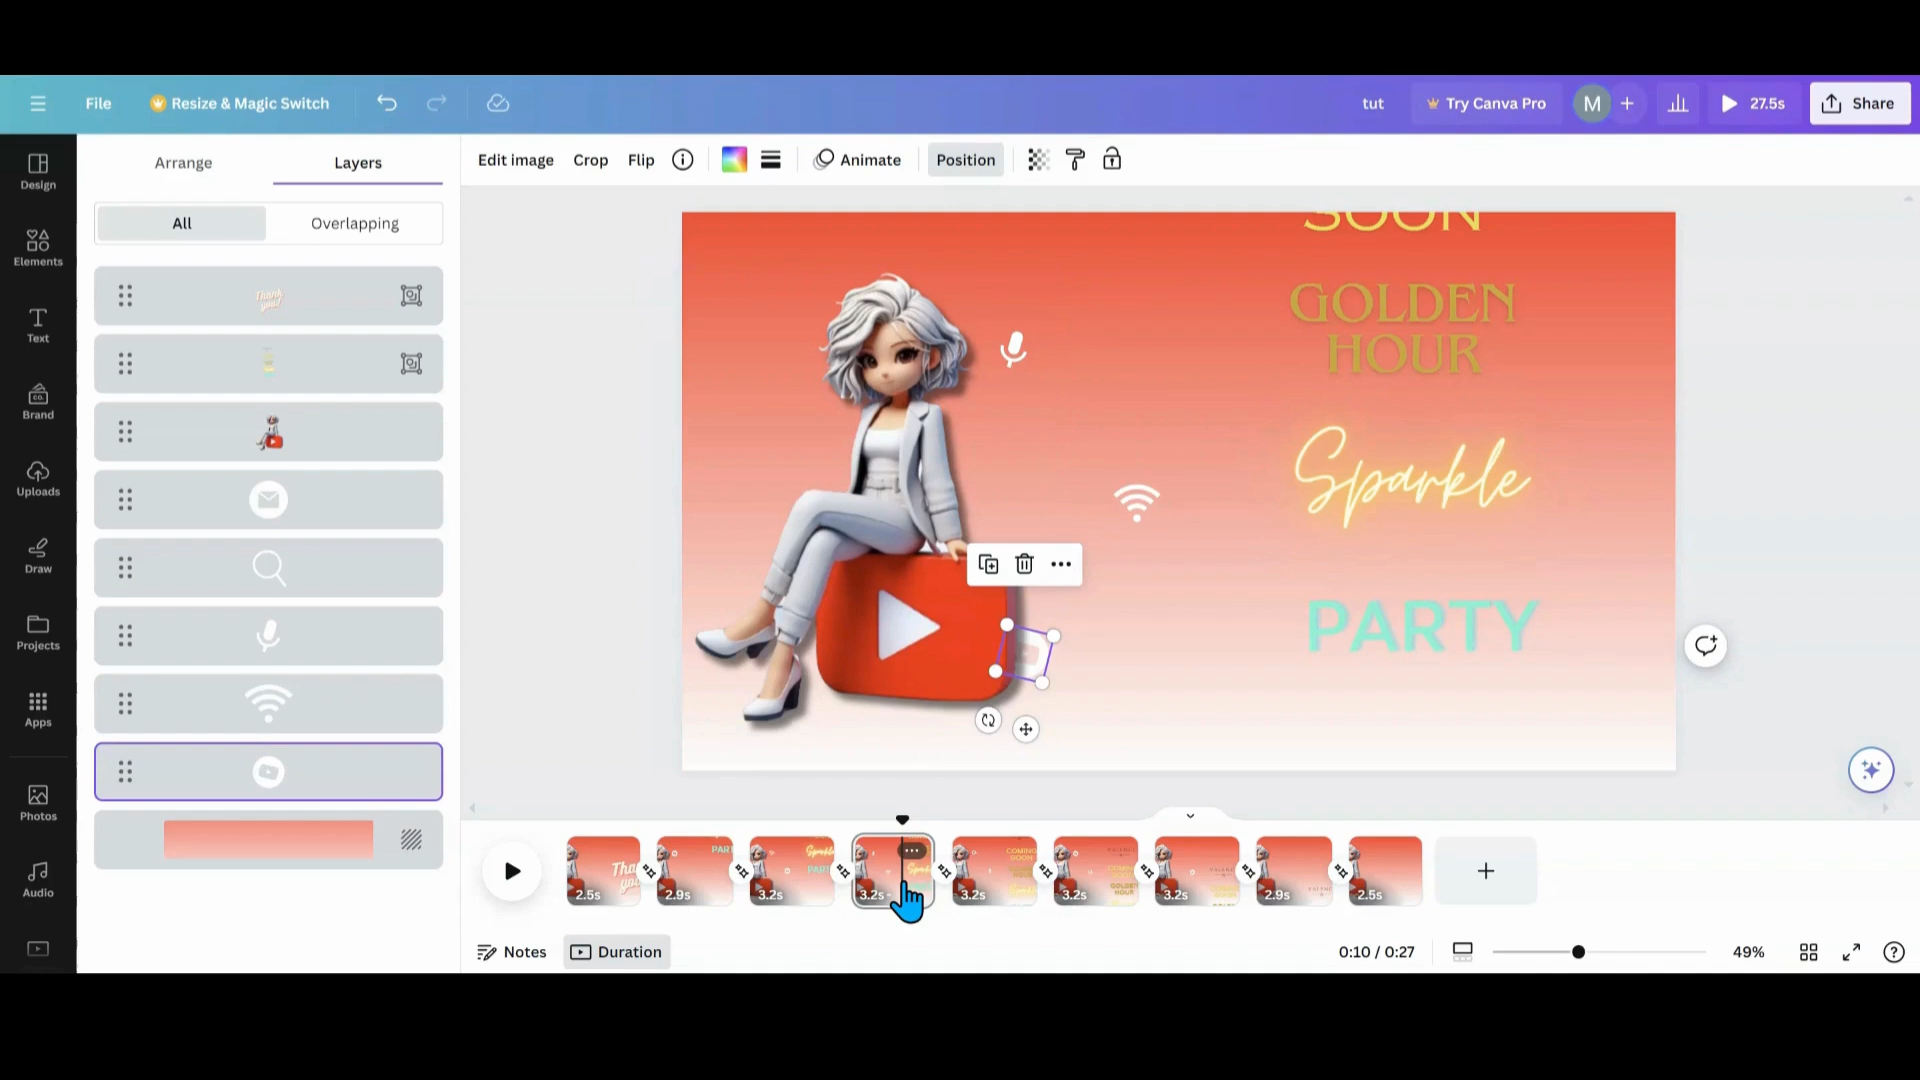 File
Resize & Magic Switch
tut
Try Canva Pro
M
+
27.5s
Share
Design
Elements
Text
Brand
Uploads
Draw
Projects
Apps
Photos
Audio
Arrange
Layers
All
Overlapping
Thank
you!
Edit image
Crop
Flip
Animate
Position
SOON
GOLDEN
HOUR
Sparkle
PARTY
2.5s
2.9s
3.2s
3.2s
3.2s
3.2s
3.2s
2.9s
2.5s
Notes
Duration
0:10 / 0:27
49%